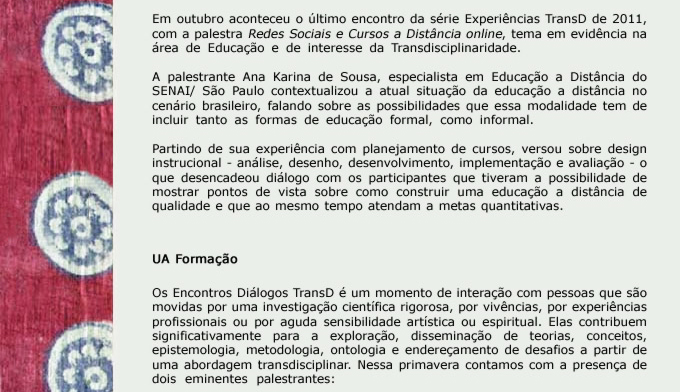 Em outubro aconteceu o último encontro da série Experiências TransD de 2011,
com a palestra Redes Sociais e Cursos a Distância online, tema em evidência na
área de Educação e de interesse da Transdisciplinaridade.
A palestrante Ana Karina de Sousa, especialista em Educação a Distância do
SENAI/ São Paulo contextualizou a atual situação da educação a distância no
cenário brasileiro, falando sobre as possibilidades que essa modalidade tem de
incluir tanto as formas de educação formal, como informal.
Partindo de sua experiência com planejamento de cursos, versou sobre design
instrucional - análise, desenho, desenvolvimento, implementação e avaliação - o
que desencadeou diálogo com os participantes que tiveram a possibilidade de
mostrar pontos de vista sobre como construir uma educação a distância de
qualidade e que ao mesmo tempo atendam a metas quantitativas.
UA Formação
Os Encontros Diálogos TransD é um momento de interação com pessoas que são
movidas por uma investigação científica rigorosa, por vivências, por experiências
profissionais ou por aguda sensibilidade artística ou espiritual. Elas contribuem
significativamente para a exploração, disseminação de teorias, conceitos,
epistemologia, metodologia, ontologia e endereçamento de desafios a partir de
uma abordagem transdisciplinar. Nessa primavera contamos com a presença de
dois eminentes palestrantes: